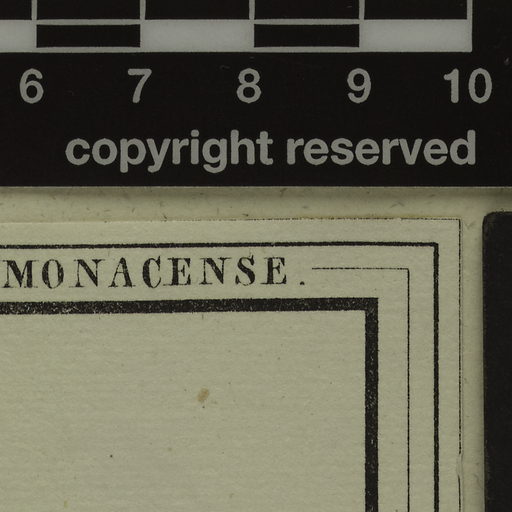 6 7 8 9 10
copyright reserved
MONACENSE.